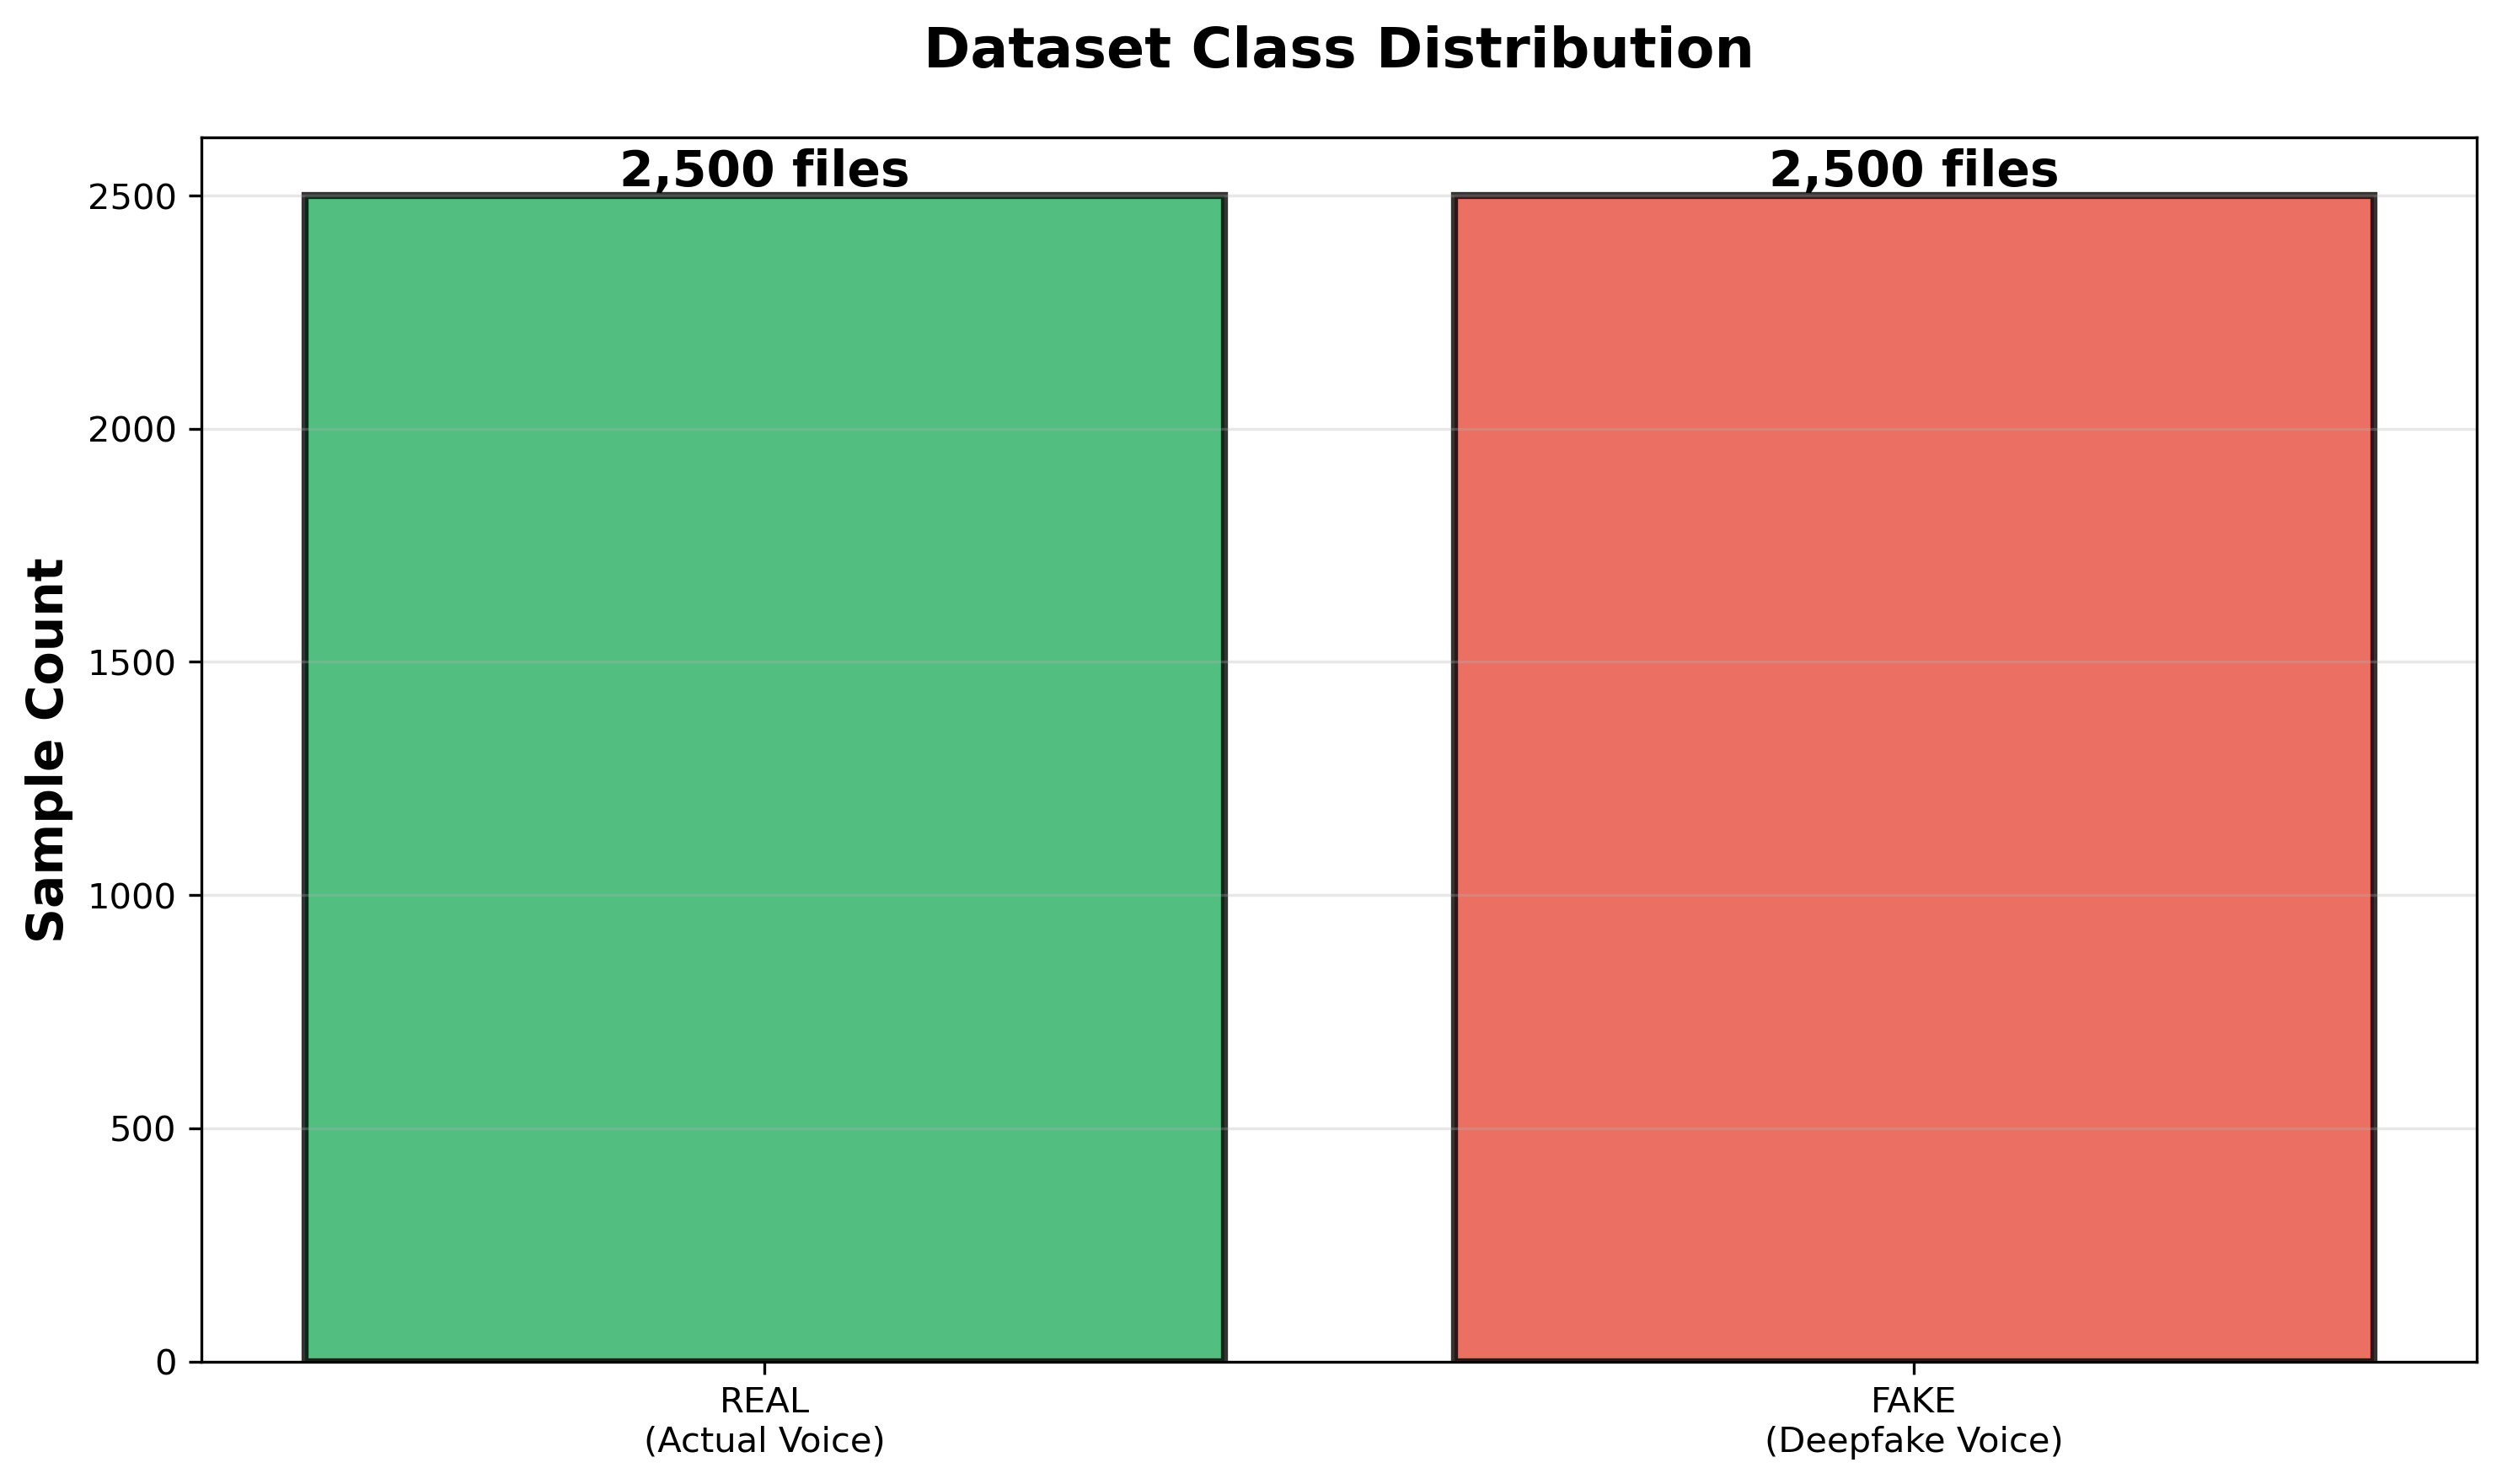 Dataset Class Distribution
2,500 files
2,500 files
2500
2000
1500
1000
500
0
Sample Count
REAL
(Actual Voice)
FAKE
(Deepfake Voice)